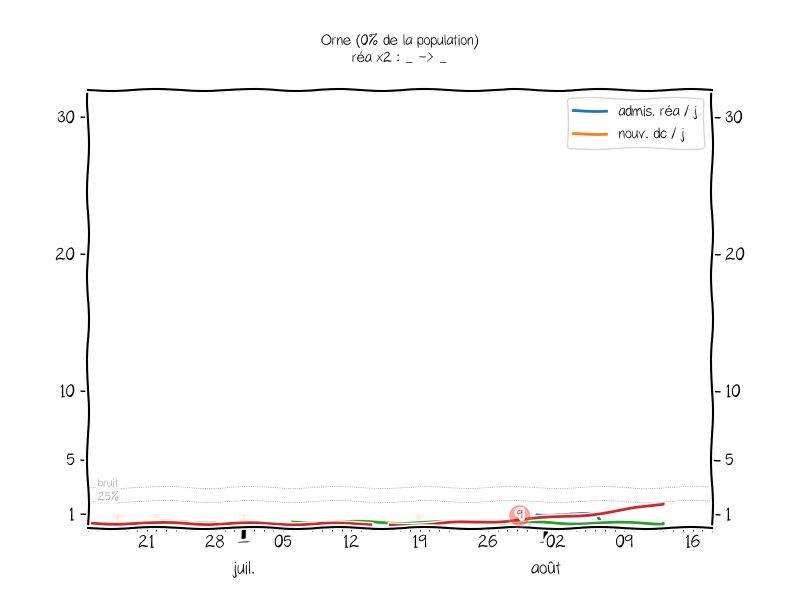 Orne (0% de la population)
réa x2 : _ -> _
admis. réa / j
nouv. dc / j
30 30
20 20
10 10
5 5
bruit
25%
1 9 1
21 28 05 12 19 26 02 09 16
juil. août